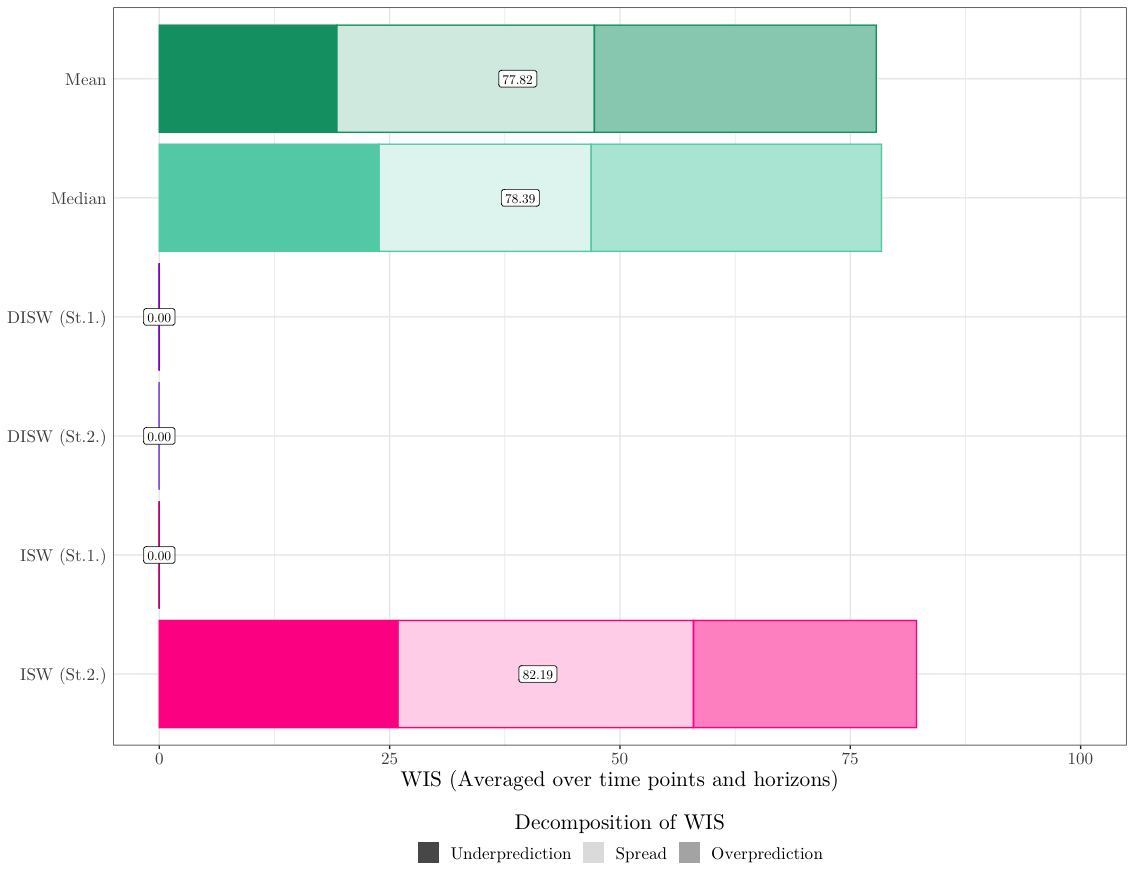 Mean
77.82
Median
78.39
DISW (St.1.)
0.00
DISW (St.2.)
0.00
ISW (St.1.)
0.00
ISW (St.2.)
82.19
0 25 50 75 100
WIS (Averaged over time points and horizons)
Decomposition of WIS
Underprediction Spread Overprediction